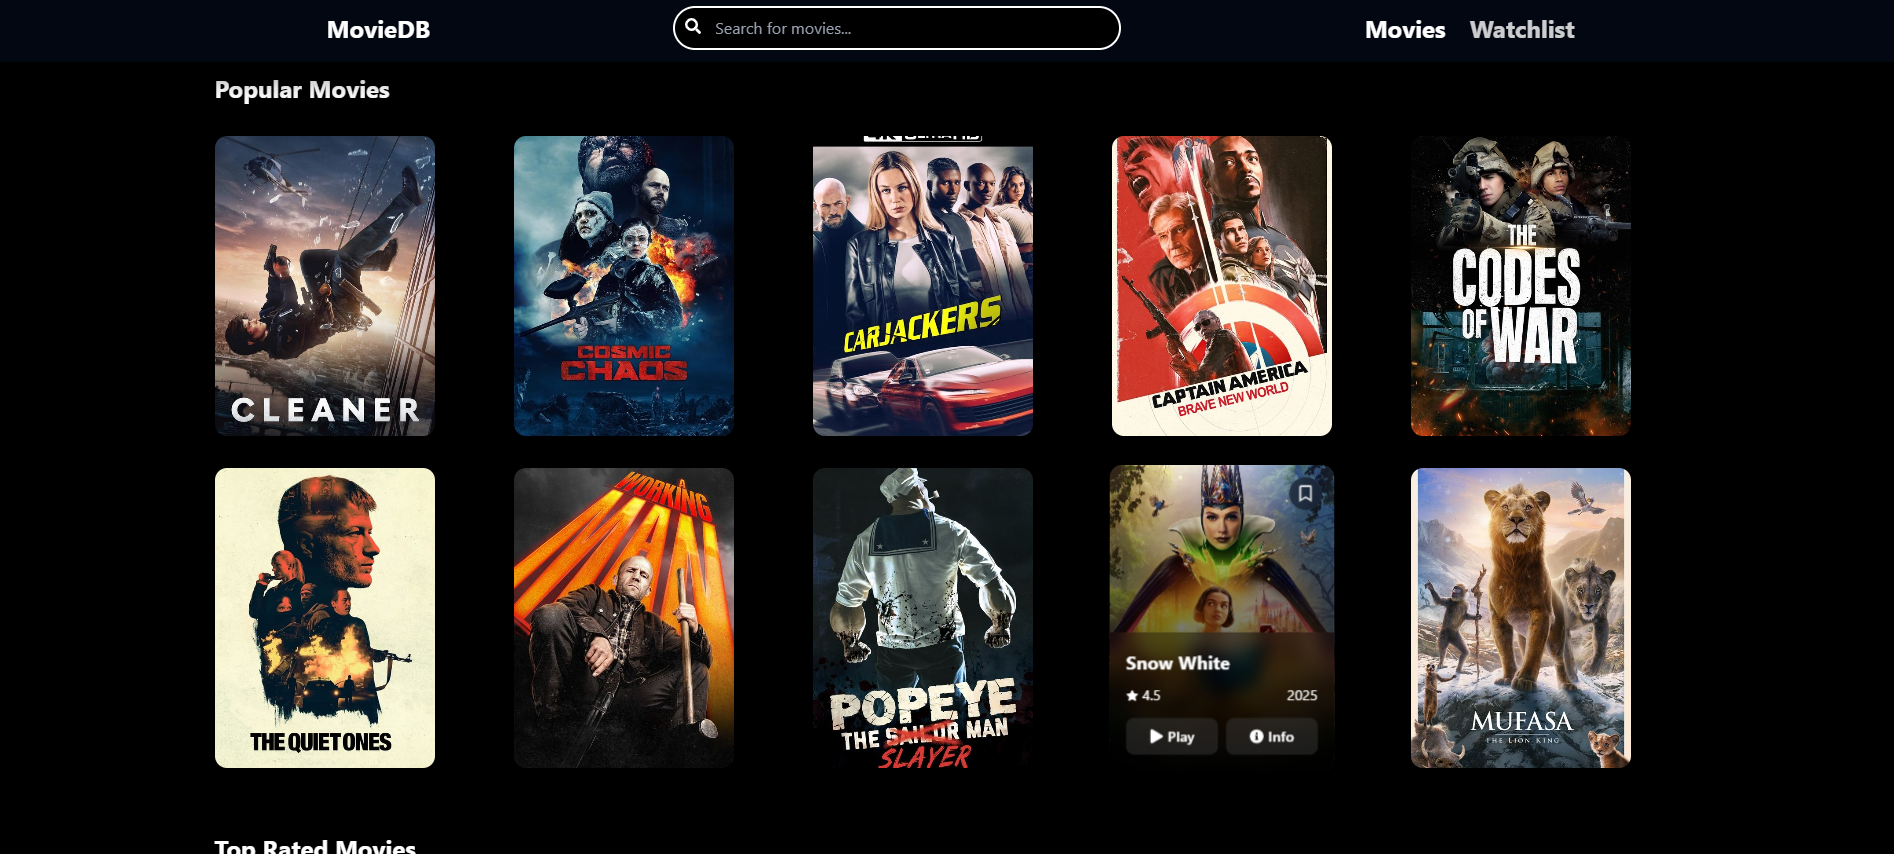 MovieDB
Search for movies...
Movies Watchlist
Popular Movies
CLEANER
COSMIC
CHAOS
CARJACKERS
CAPTAIN AMERICA
BRAVE NEW WORLD
THE
CODES
OF WAR
THE QUIET ONES
A
WORKING
MAN
POPEYE
THE SAILOR MAN
SLAYER
Snow White
4.5 2025
Play Info
MUFASA
THE LION KING
Top Rated Movies